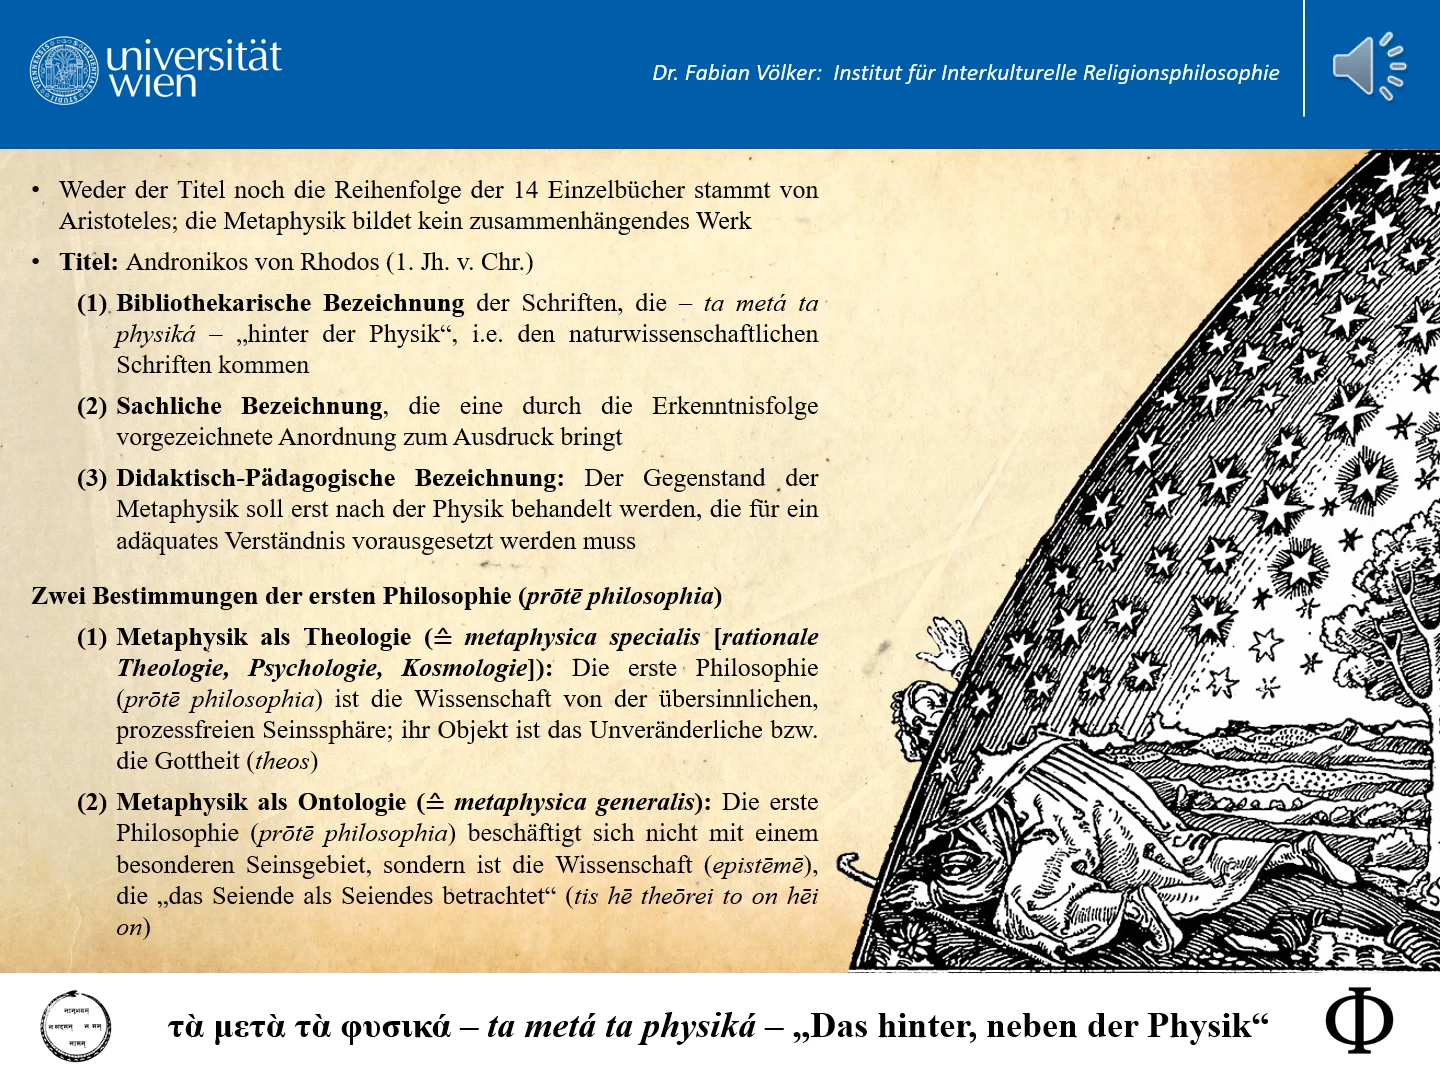 universität
wien
Dr. Fabian Völker: Institut für Interkulturelle Religionsphilosophie
• Weder der Titel noch die Reihenfolge der 14 Einzelbücher stammt von
Aristoteles; die Metaphysik bildet kein zusammenhängendes Werk
• Titel: Andronikos von Rhodos (1. Jh. v. Chr.)
(1) Bibliothekarische Bezeichnung der Schriften, die – ta metá ta
physiká – „hinter der Physik“, i.e. den naturwissenschaftlichen
Schriften kommen
(2) Sachliche Bezeichnung, die eine durch die Erkenntnisfolge
vorgezeichnete Anordnung zum Ausdruck bringt
(3) Didaktisch-Pädagogische Bezeichnung: Der Gegenstand der
Metaphysik soll erst nach der Physik behandelt werden, die für ein
adäquates Verständnis vorausgesetzt werden muss
Zwei Bestimmungen der ersten Philosophie (prōtē philosophia)
(1) Metaphysik als Theologie (≙ metaphysica specialis [rationale
Theologie, Psychologie, Kosmologie]): Die erste Philosophie
(prōtē philosophia) ist die Wissenschaft von der übersinnlichen,
prozessfreien Seinssphäre; ihr Objekt ist das Unveränderliche bzw.
die Gottheit (theos)
(2) Metaphysik als Ontologie (≙ metaphysica generalis): Die erste
Philosophie (prōtē philosophia) beschäftigt sich nicht mit einem
besonderen Seinsgebiet, sondern ist die Wissenschaft (epistēmē),
die „das Seiende als Seiendes betrachtet“ (tis hē theōrei to on hēi
on)
τὰ μετὰ τὰ φυσικά – ta metá ta physiká – „Das hinter, neben der Physik“
Φ